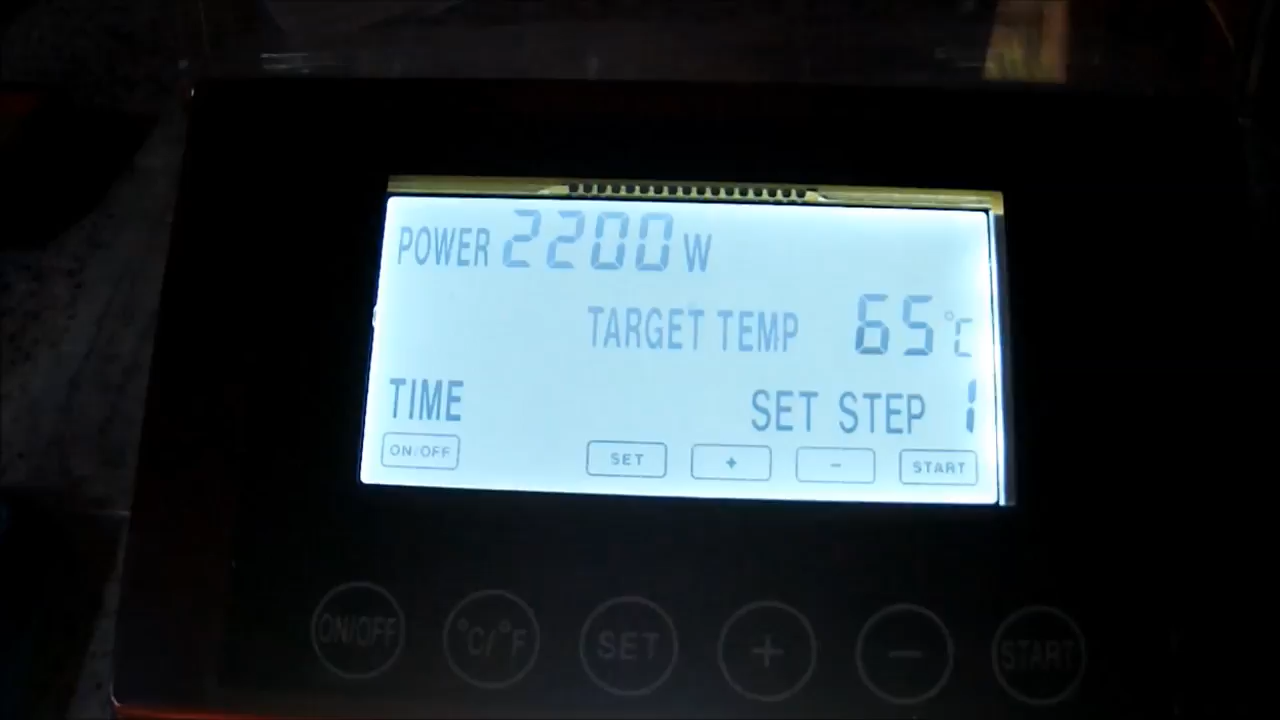 POWER 2200 W
TARGET TEMP 65°C
TIME SET STEP 1
ON/OFF SET + - START
ON/OFF °C/°F SET + - START